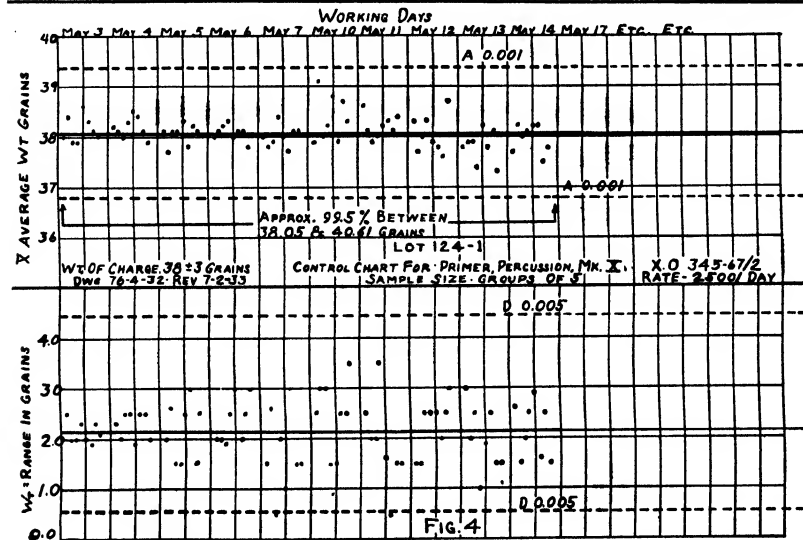 WORKING DAYS
MAY 3 MAY 4 MAY 5 MAY 6 MAY 7 MAY 10 MAY 11 MAY 12 MAY 13 MAY 14 MAY 17 ETC. ETC.
40
A 0.001
39
X̄ AVERAGE WT GRAINS
38
37
A 0.001
APPROX. 99.5% BETWEEN
38.05 & 40.61 GRAINS
36
LOT 124-1
WT OF CHARGE 38 ±3 GRAINS CONTROL CHART FOR PRIMER, PERCUSSION, MK. X. X.O 345-67/2
DWG 76-4-32 REV 7-2-33 SAMPLE SIZE - GROUPS OF 5 RATE - 2500/DAY
D 0.005
4.0
3.0
RANGE IN GRAINS
2.0
1.0
D 0.005
0.0
FIG. 4